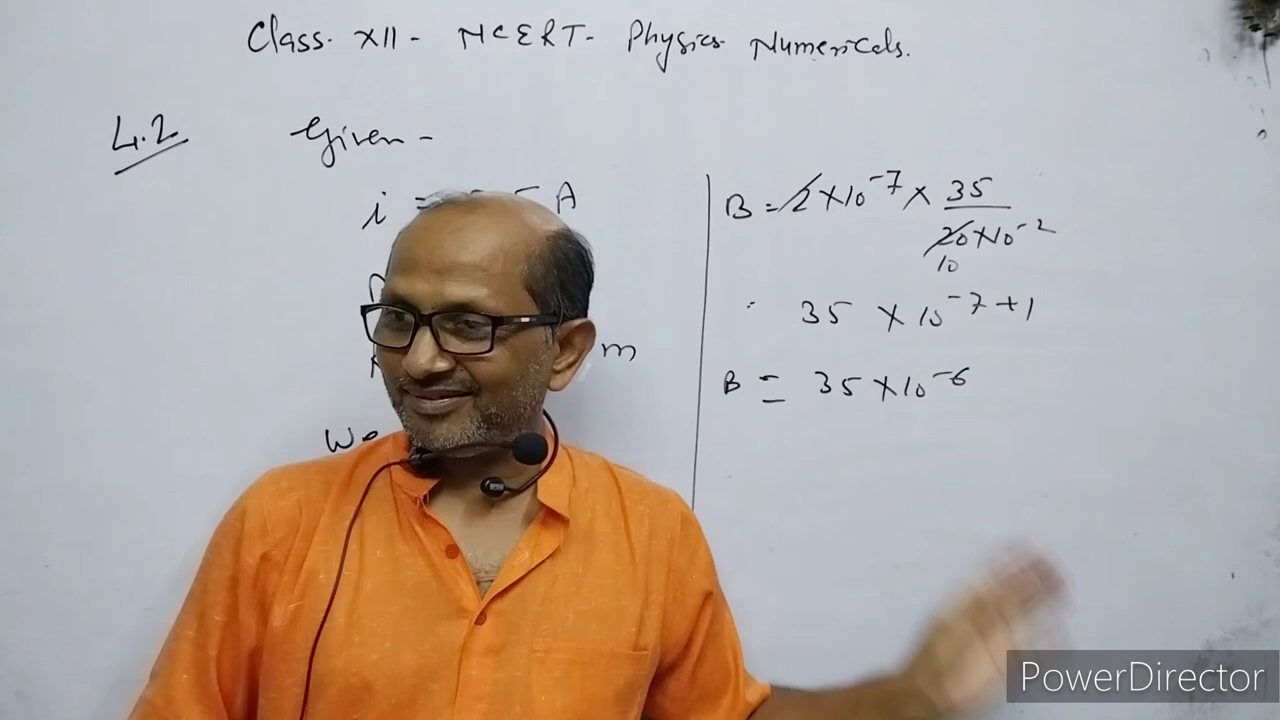 Class XII - NCERT - Physics Numericals.
4.2 Given -
i = 5 A
m
We
B = 2 × 10⁻⁷ × 35
20 × 10⁻²
10
35 × 10⁻⁷ ⁺ ¹
B = 35 × 10⁻⁶
PowerDirector